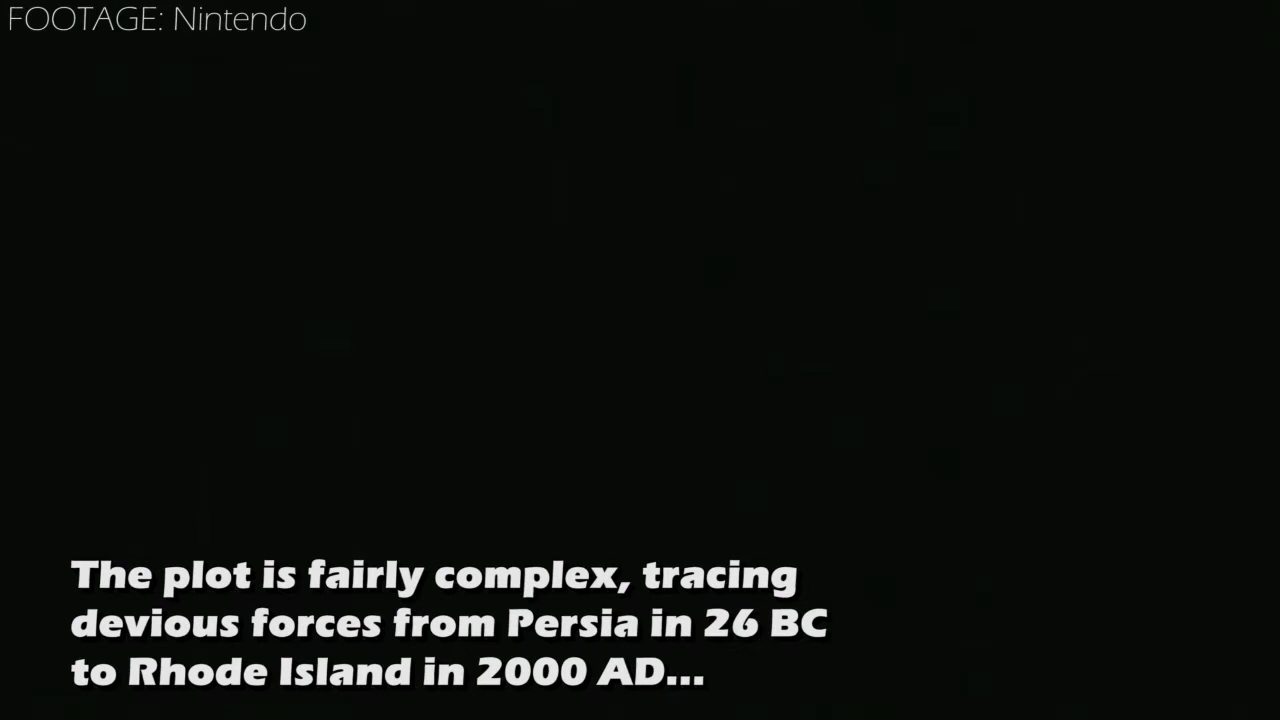 FOOTAGE: Nintendo
The plot is fairly complex, tracing
devious forces from Persia in 26 BC
to Rhode Island in 2000 AD...